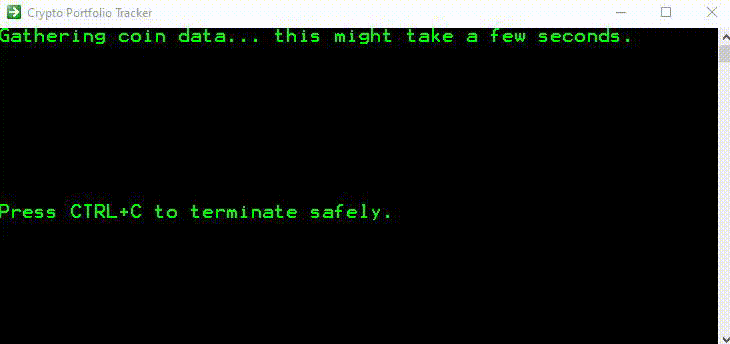 Crypto Portfolio Tracker
Gathering coin data... this might take a few seconds.
Press CTRL+C to terminate safely.